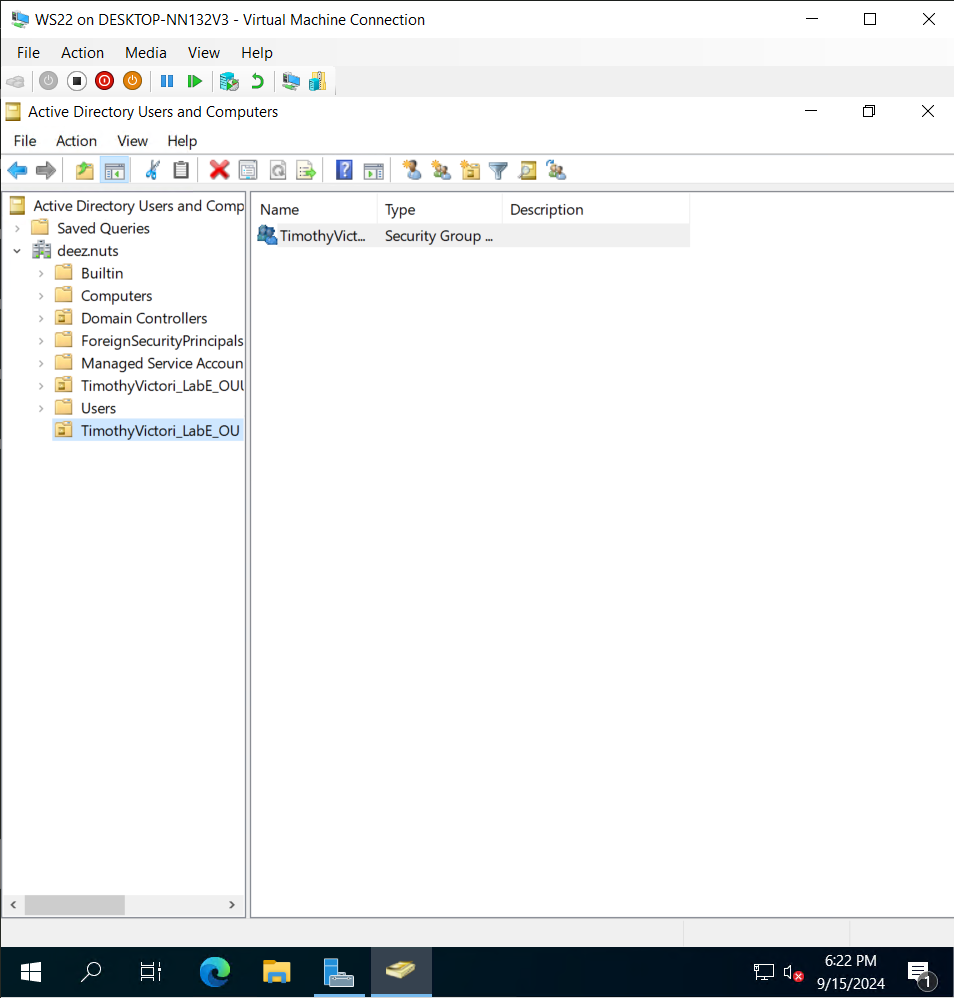 WS22 on DESKTOP-NN132V3 - Virtual Machine Connection
File Action Media View Help
Active Directory Users and Computers
File Action View Help
Active Directory Users and Comp
Saved Queries
deez.nuts
Builtin
Computers
Domain Controllers
ForeignSecurityPrincipals
Managed Service Accoun
TimothyVictori_LabE_OUU
Users
TimothyVictori_LabE_OU
Name Type Description
TimothyVict... Security Group ...
6:22 PM
9/15/2024
1